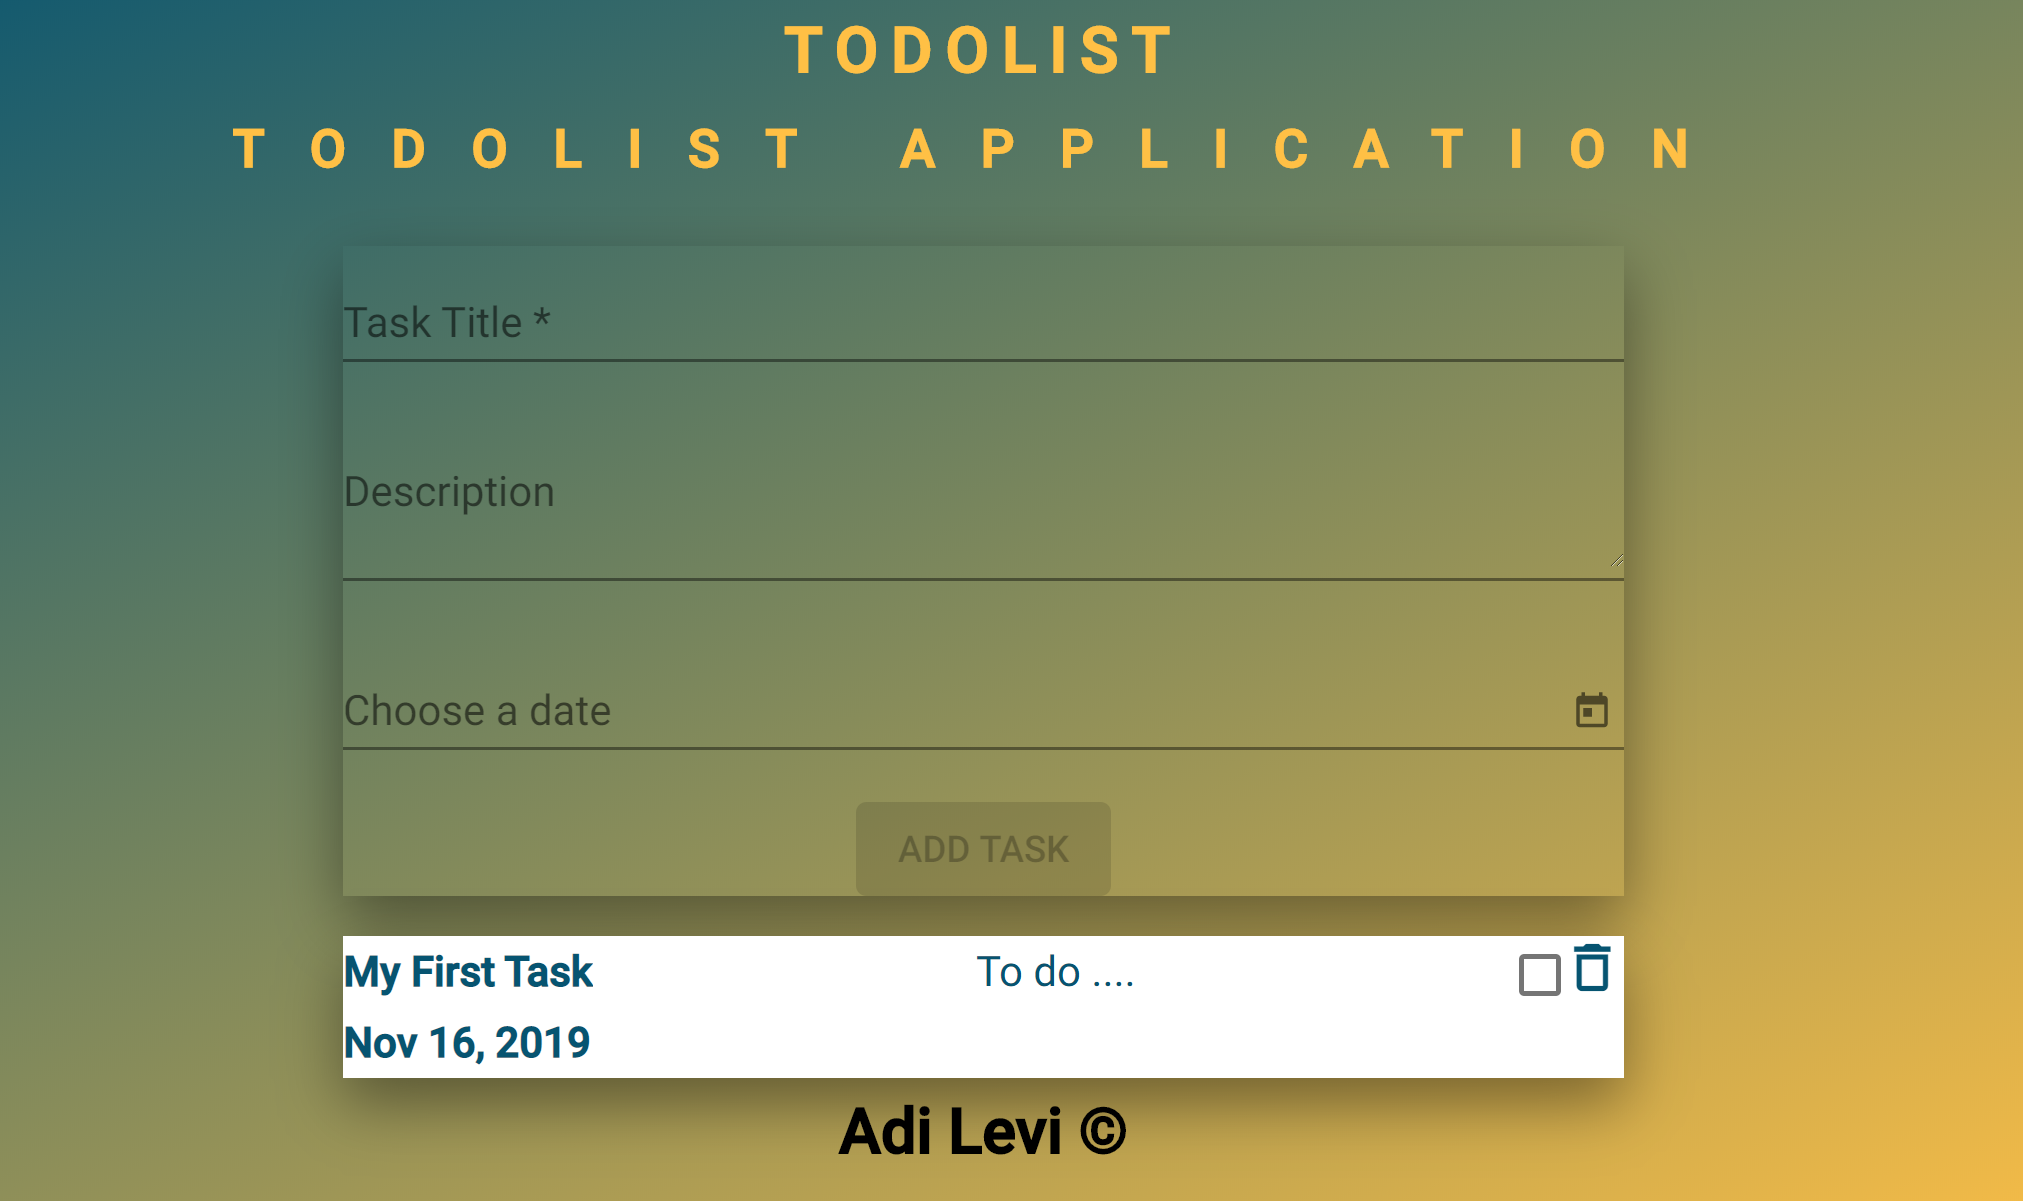 TODOLIST
TODOLIST APPLICATION
Task Title *
Description
Choose a date
ADD TASK
My First Task To do ....
Nov 16, 2019
Adi Levi ©